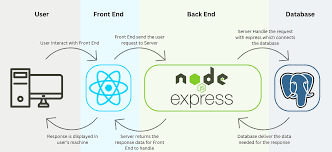 User
Front End
Back End
Database
User interact with Front End
Front End send the user
request to Server
Server Handle the request
with express which connects
the database
node
JS
express
Response is displayed in
user's machine
Server returns the
response data for Front
End to handle
Database deliver the data
needed for the response